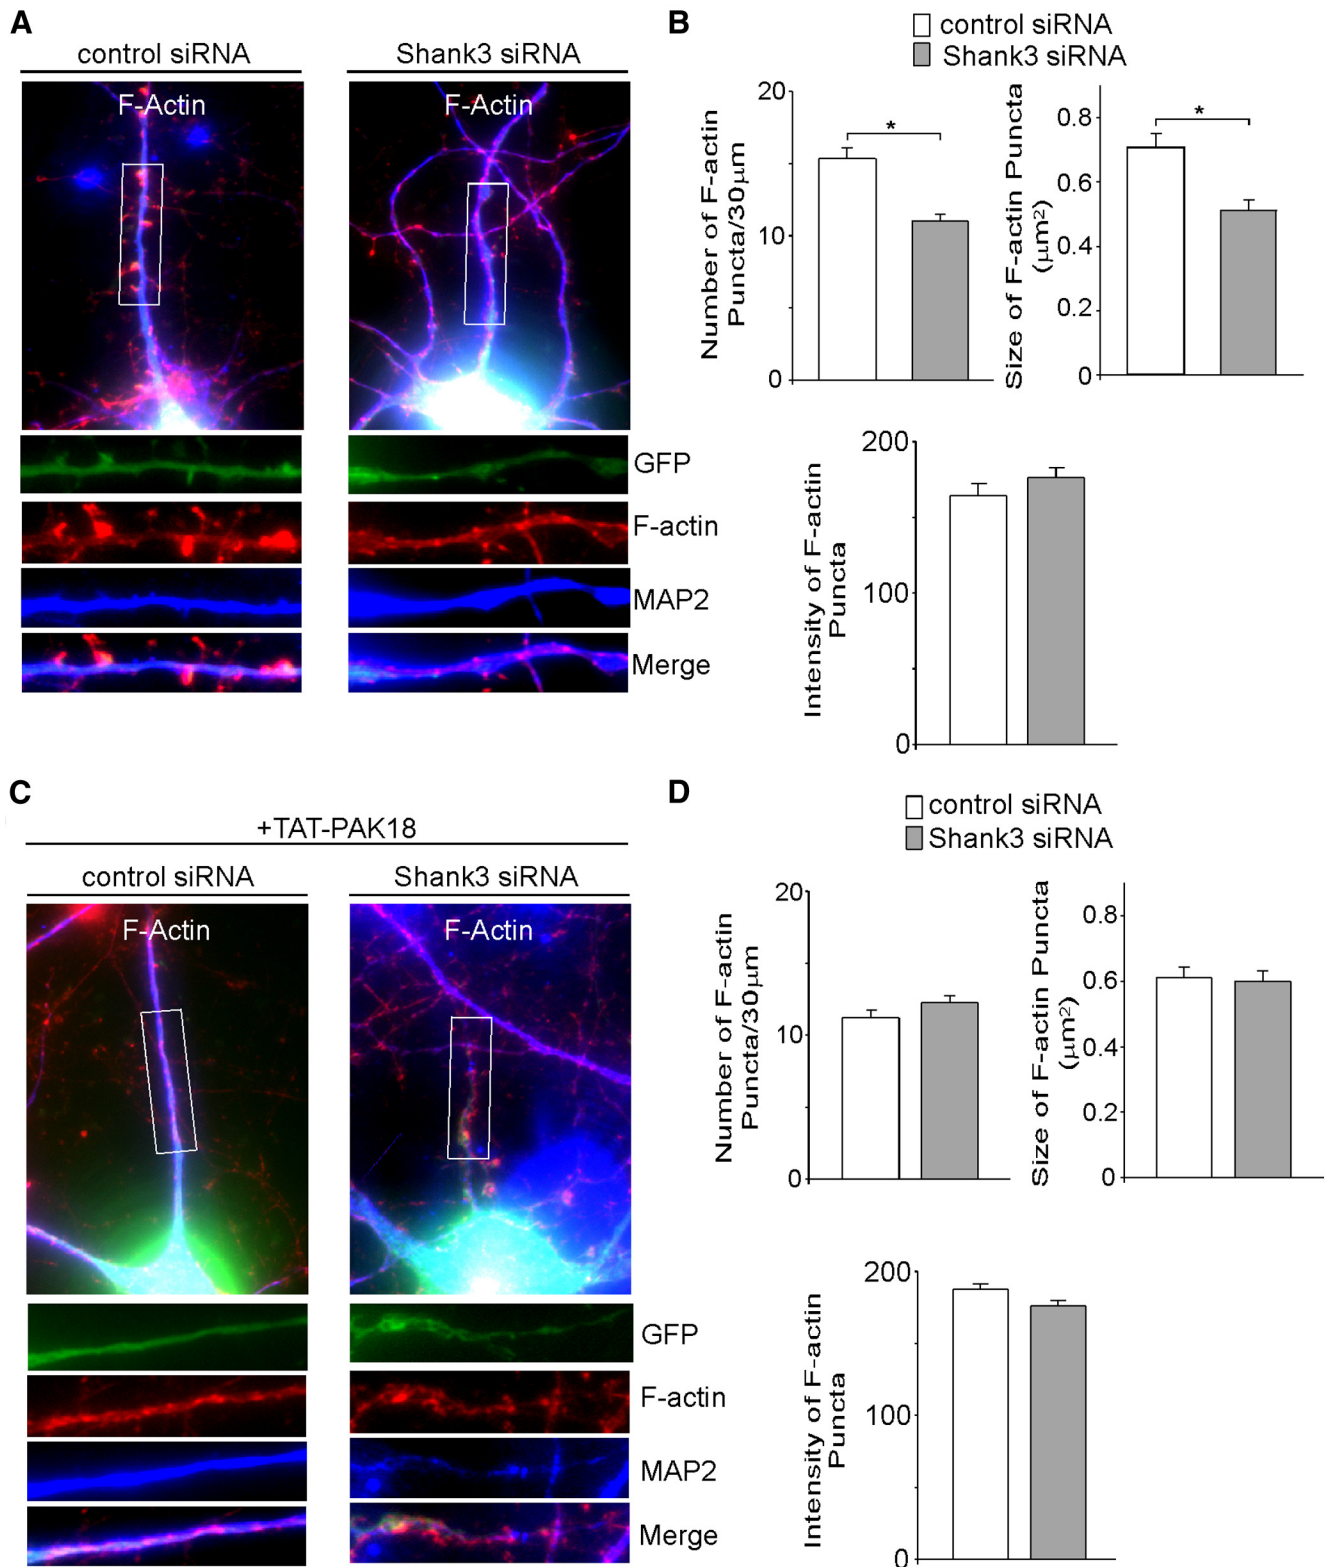 A
control siRNA
Shank3 siRNA
F-Actin
F-Actin
GFP
F-actin
MAP2
Merge
B
control siRNA
Shank3 siRNA
Number of F-actin
Puncta/30μm
20
10
0
*
Size of F-actin Puncta
(μm²)
0.8
0.6
0.4
0.2
0
*
Intensity of F-actin
Puncta
200
100
0
C
+TAT-PAK18
control siRNA
Shank3 siRNA
F-Actin
F-Actin
GFP
F-actin
MAP2
Merge
D
control siRNA
Shank3 siRNA
Number of F-actin
Puncta/30μm
20
10
0
Size of F-actin Puncta
(μm²)
0.8
0.6
0.4
0.2
0
Intensity of F-actin
Puncta
200
100
0